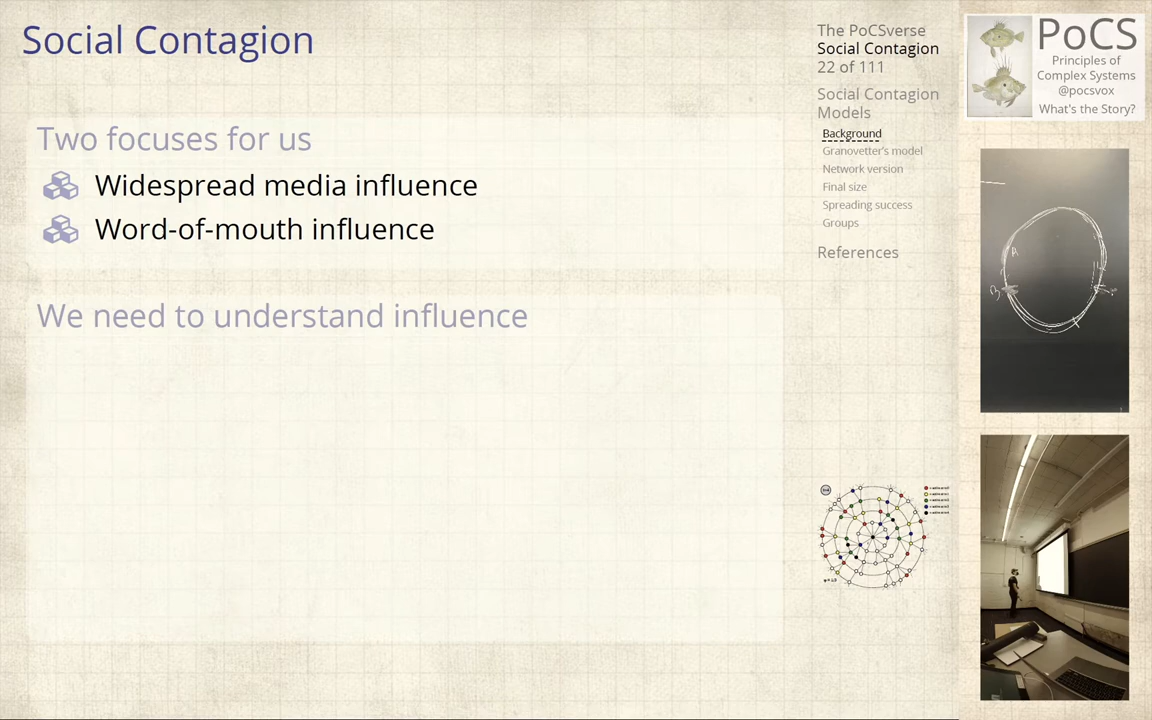 Social Contagion
Two focuses for us
Widespread media influence
Word-of-mouth influence
We need to understand influence
The PoCSverse
Social Contagion
22 of 111
Social Contagion
Models
Background
Granovetter's model
Network version
Final size
Spreading success
Groups
References
PoCS
Principles of
Complex Systems
@pocsvox
What's the Story?
A
B